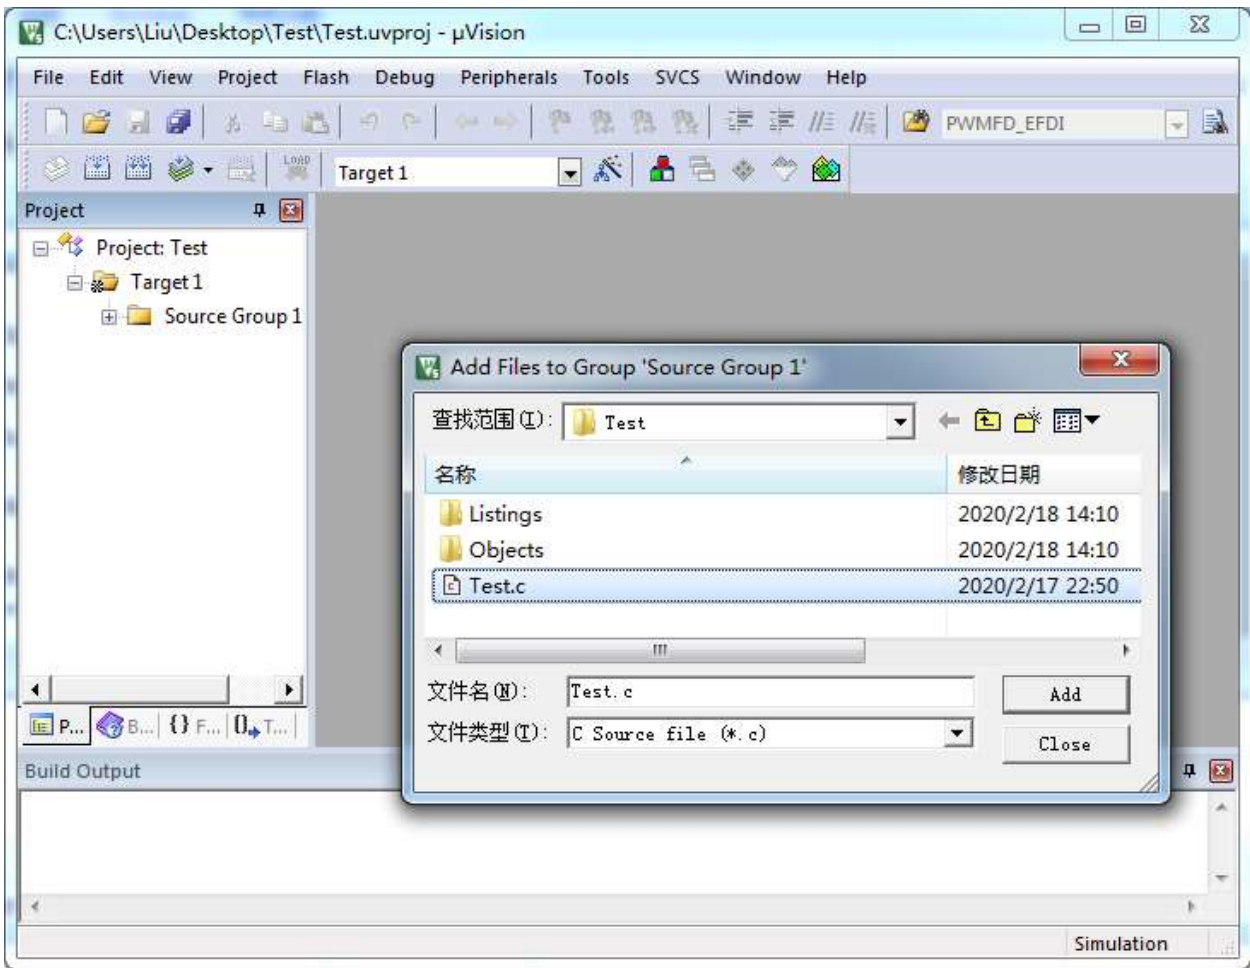 C:\Users\Liu\Desktop\Test\Test.uvproj - µVision
File Edit View Project Flash Debug Peripherals Tools SVCS Window Help
PWMFD_EFDI
LOAD
Target 1
Project
Project: Test
Target 1
Source Group 1
Add Files to Group 'Source Group 1'
查找范围(I): Test
名称 修改日期
Listings 2020/2/18 14:10
Objects 2020/2/18 14:10
Test.c 2020/2/17 22:50
文件名(N): Test.c Add
文件类型(T): C Source file (*.c) Close
P... B... {} F... 0 T...
Build Output
Simulation